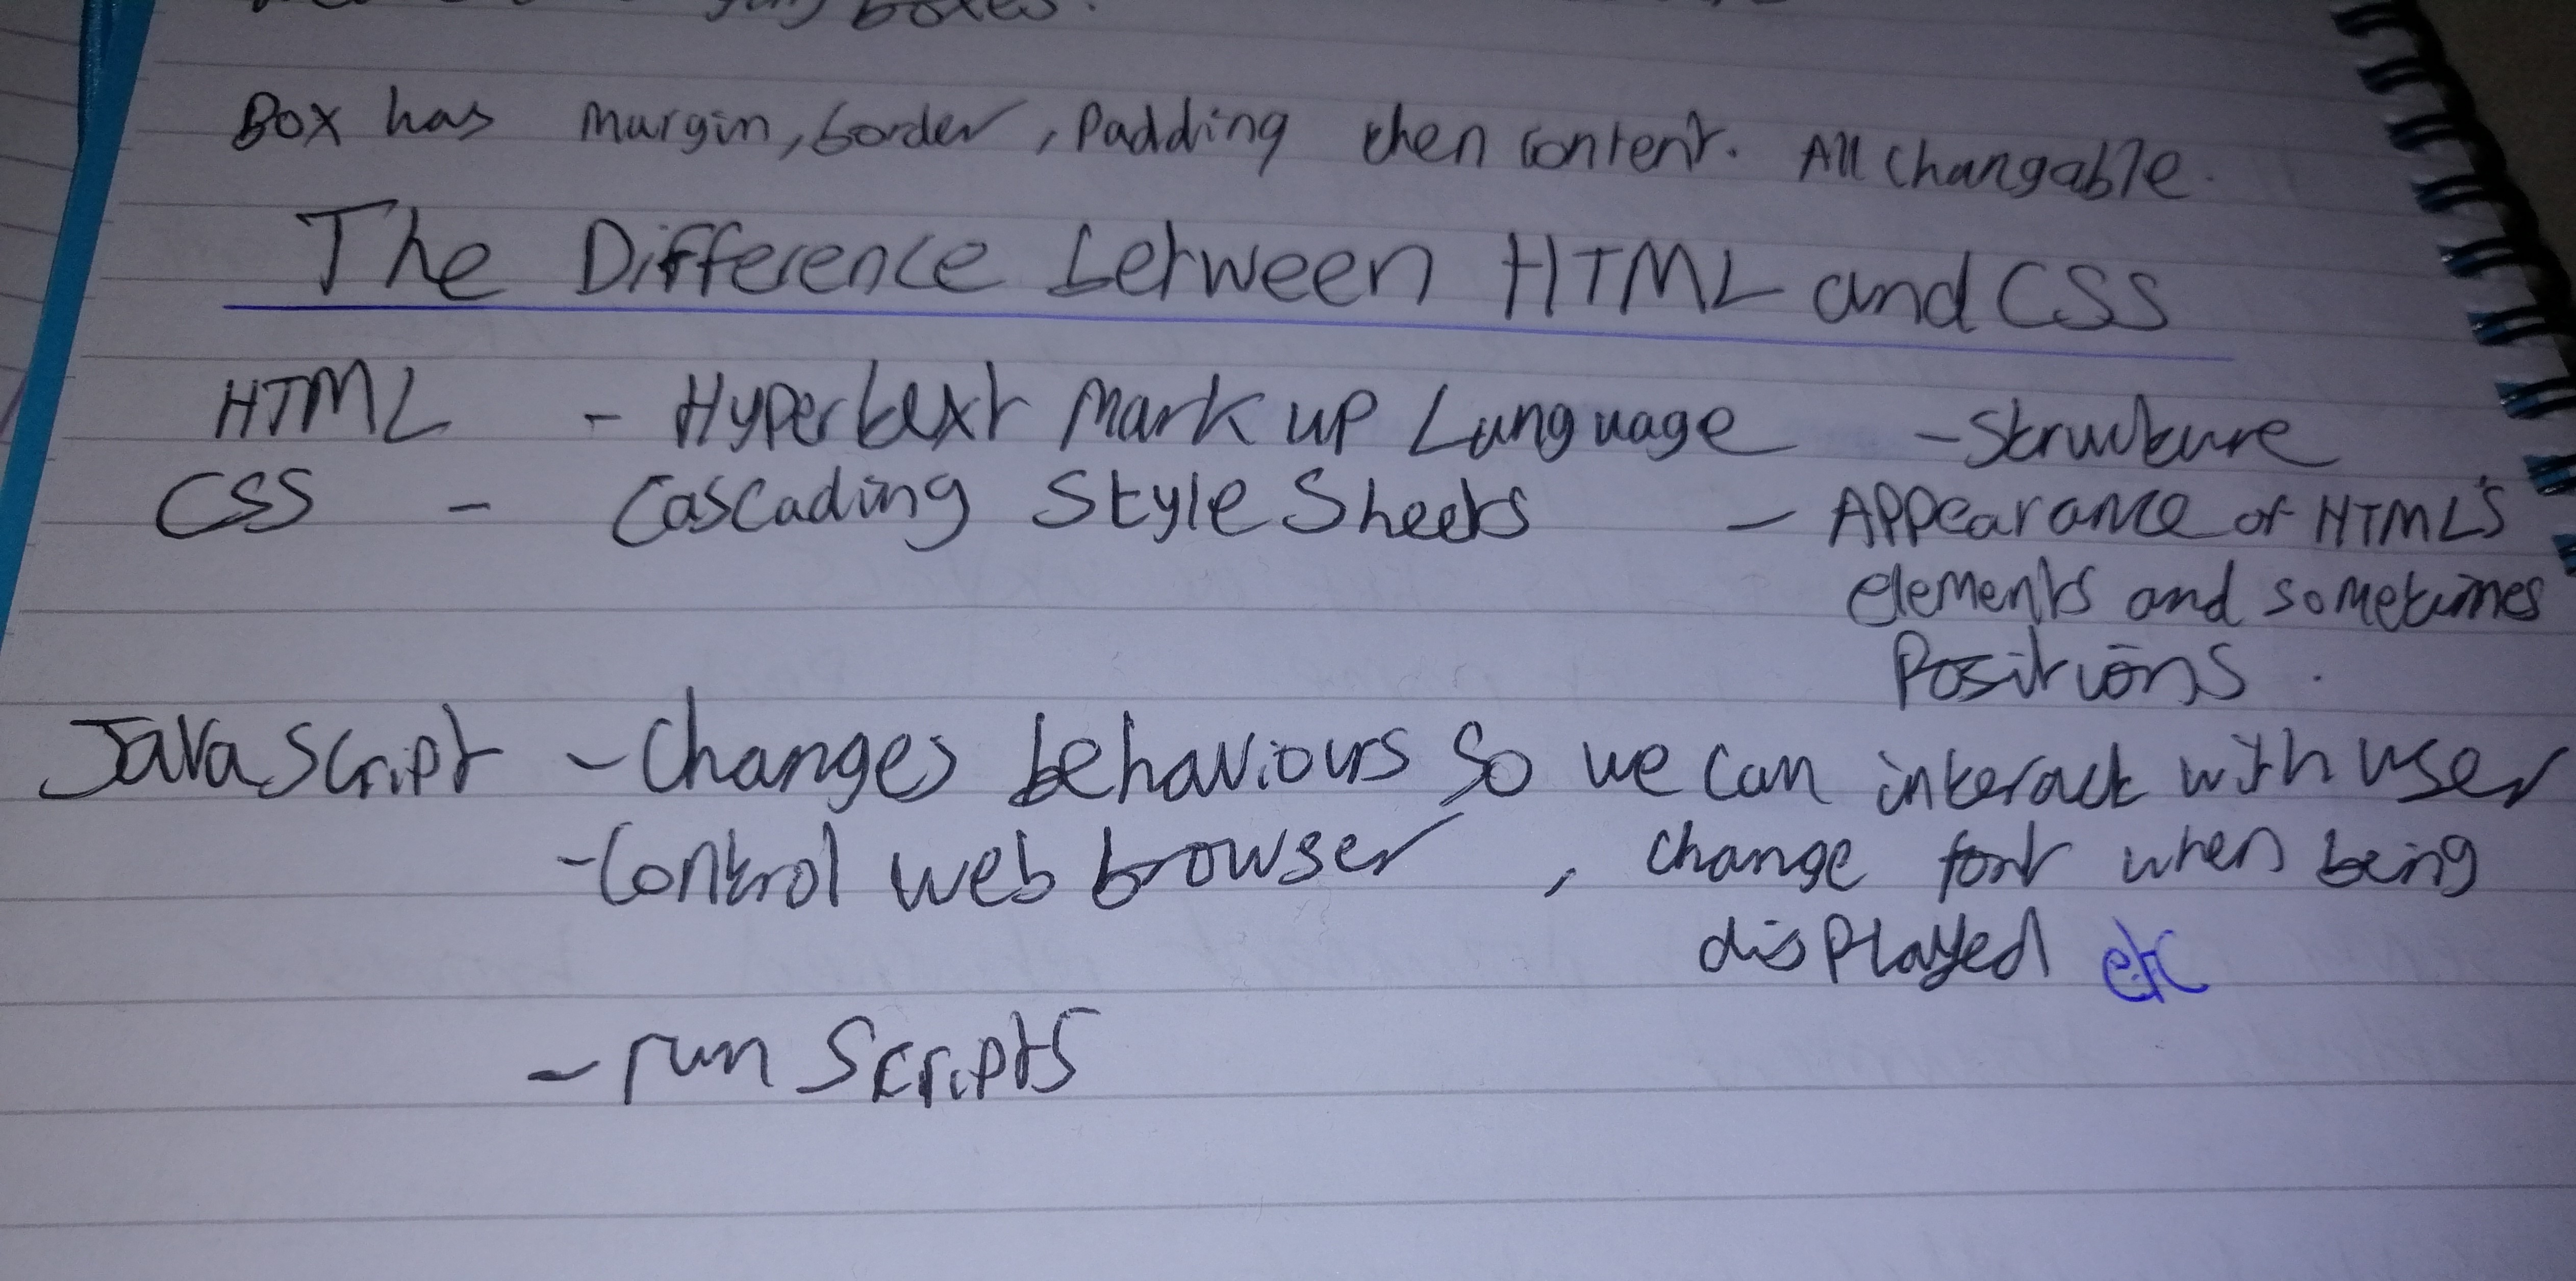 boxes.
Box has margin, border, Padding then content. All changable.
The Difference between HTML and CSS
HTML - Hypertext Mark up Language - Structure
CSS - Cascading Style Sheets - Appearance of HTML's
elements and sometimes
Positions.
JavaScript - Changes behaviours so we can interact with user
- Control web browser, change font when being
displayed etc
- run Scripts